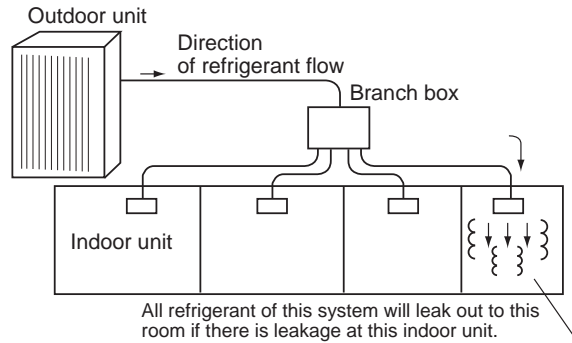 Outdoor unit
Direction
of refrigerant flow
Branch box
Indoor unit
All refrigerant of this system will leak out to this
room if there is leakage at this indoor unit.